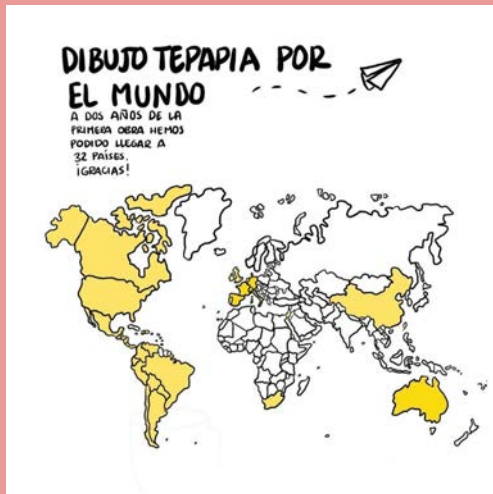 DIBUJO TEPAPIA POR
EL MUNDO
A DOS AÑOS DE LA
PRIMERA OBRA HEMOS
PODIDO LLEGAR A
32 PAÍSES.
¡GRACIAS!